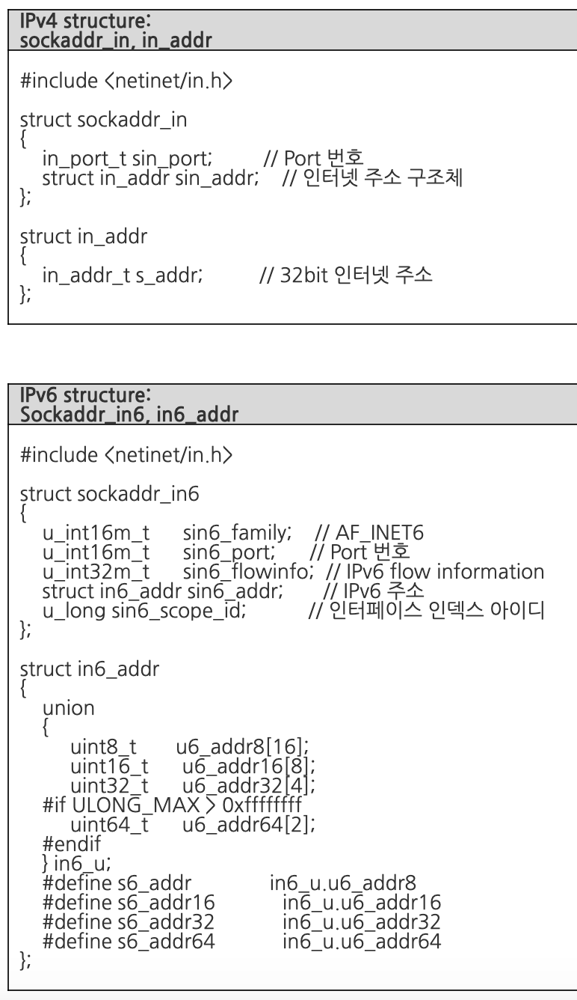 IPv4 structure:
sockaddr_in, in_addr
#include <netinet/in.h>
struct sockaddr_in
{
in_port_t sin_port; // Port 번호
struct in_addr sin_addr; // 인터넷 주소 구조체
};
struct in_addr
{
in_addr_t s_addr; // 32bit 인터넷 주소
};
IPv6 structure:
Sockaddr_in6, in6_addr
#include <netinet/in.h>
struct sockaddr_in6
{
u_int16m_t sin6_family; // AF_INET6
u_int16m_t sin6_port; // Port 번호
u_int32m_t sin6_flowinfo; // IPv6 flow information
struct in6_addr sin6_addr; // IPv6 주소
u_long sin6_scope_id; // 인터페이스 인덱스 아이디
};
struct in6_addr
{
union
{
uint8_t u6_addr8[16];
uint16_t u6_addr16[8];
uint32_t u6_addr32[4];
#if ULONG_MAX > 0xffffffff
uint64_t u6_addr64[2];
#endif
} in6_u;
#define s6_addr in6_u.u6_addr8
#define s6_addr16 in6_u.u6_addr16
#define s6_addr32 in6_u.u6_addr32
#define s6_addr64 in6_u.u6_addr64
};